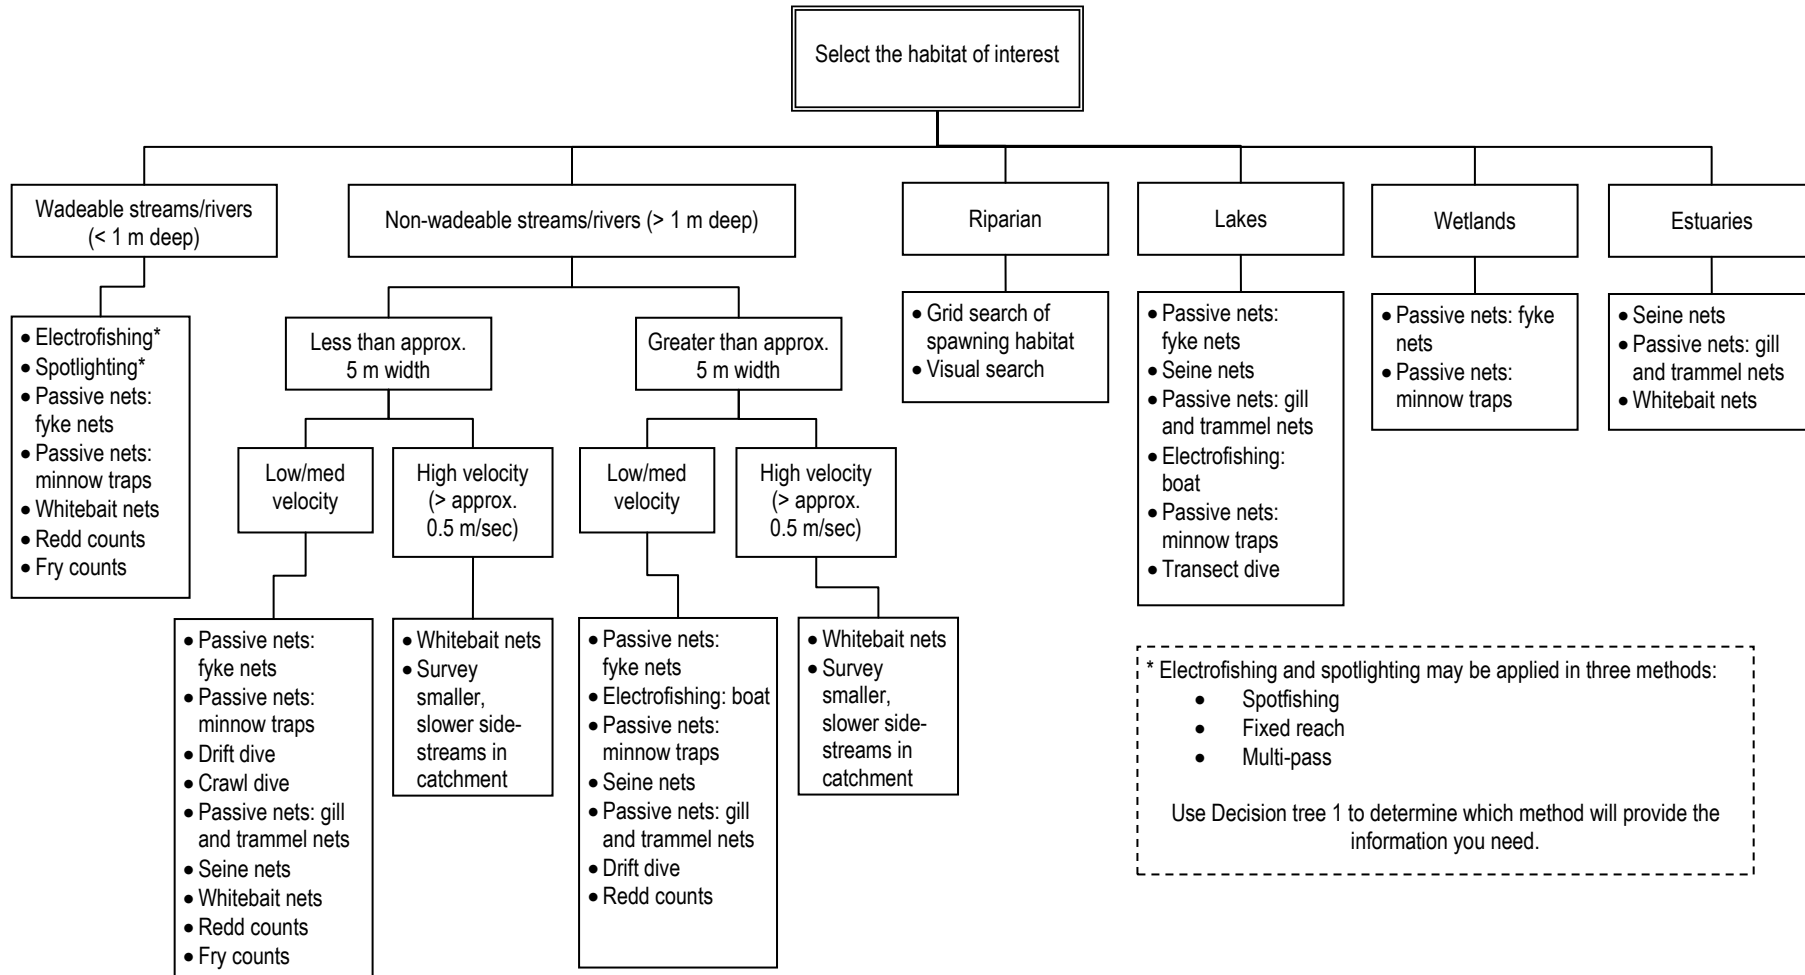 Select the habitat of interest
Wadeable streams/rivers
(< 1 m deep)
Non-wadeable streams/rivers (> 1 m deep)
Riparian
Lakes
Wetlands
Estuaries
• Electrofishing*
• Spotlighting*
• Passive nets:
fyke nets
• Passive nets:
minnow traps
• Whitebait nets
• Redd counts
• Fry counts
Less than approx.
5 m width
Greater than approx.
5 m width
• Grid search of
spawning habitat
• Visual search
• Passive nets:
fyke nets
• Seine nets
• Passive nets: gill
and trammel nets
• Electrofishing:
boat
• Passive nets:
minnow traps
• Transect dive
• Passive nets: fyke
nets
• Passive nets:
minnow traps
• Seine nets
• Passive nets: gill
and trammel nets
• Whitebait nets
Low/med
velocity
High velocity
(> approx.
0.5 m/sec)
Low/med
velocity
High velocity
(> approx.
0.5 m/sec)
• Passive nets:
fyke nets
• Passive nets:
minnow traps
• Drift dive
• Crawl dive
• Passive nets: gill
and trammel nets
• Seine nets
• Whitebait nets
• Redd counts
• Fry counts
• Whitebait nets
• Survey
smaller,
slower side-
streams in
catchment
• Passive nets:
fyke nets
• Electrofishing: boat
• Passive nets:
minnow traps
• Seine nets
• Passive nets: gill
and trammel nets
• Drift dive
• Redd counts
• Whitebait nets
• Survey
smaller,
slower side-
streams in
catchment
* Electrofishing and spotlighting may be applied in three methods:
• Spotfishing
• Fixed reach
• Multi-pass
Use Decision tree 1 to determine which method will provide the
information you need.